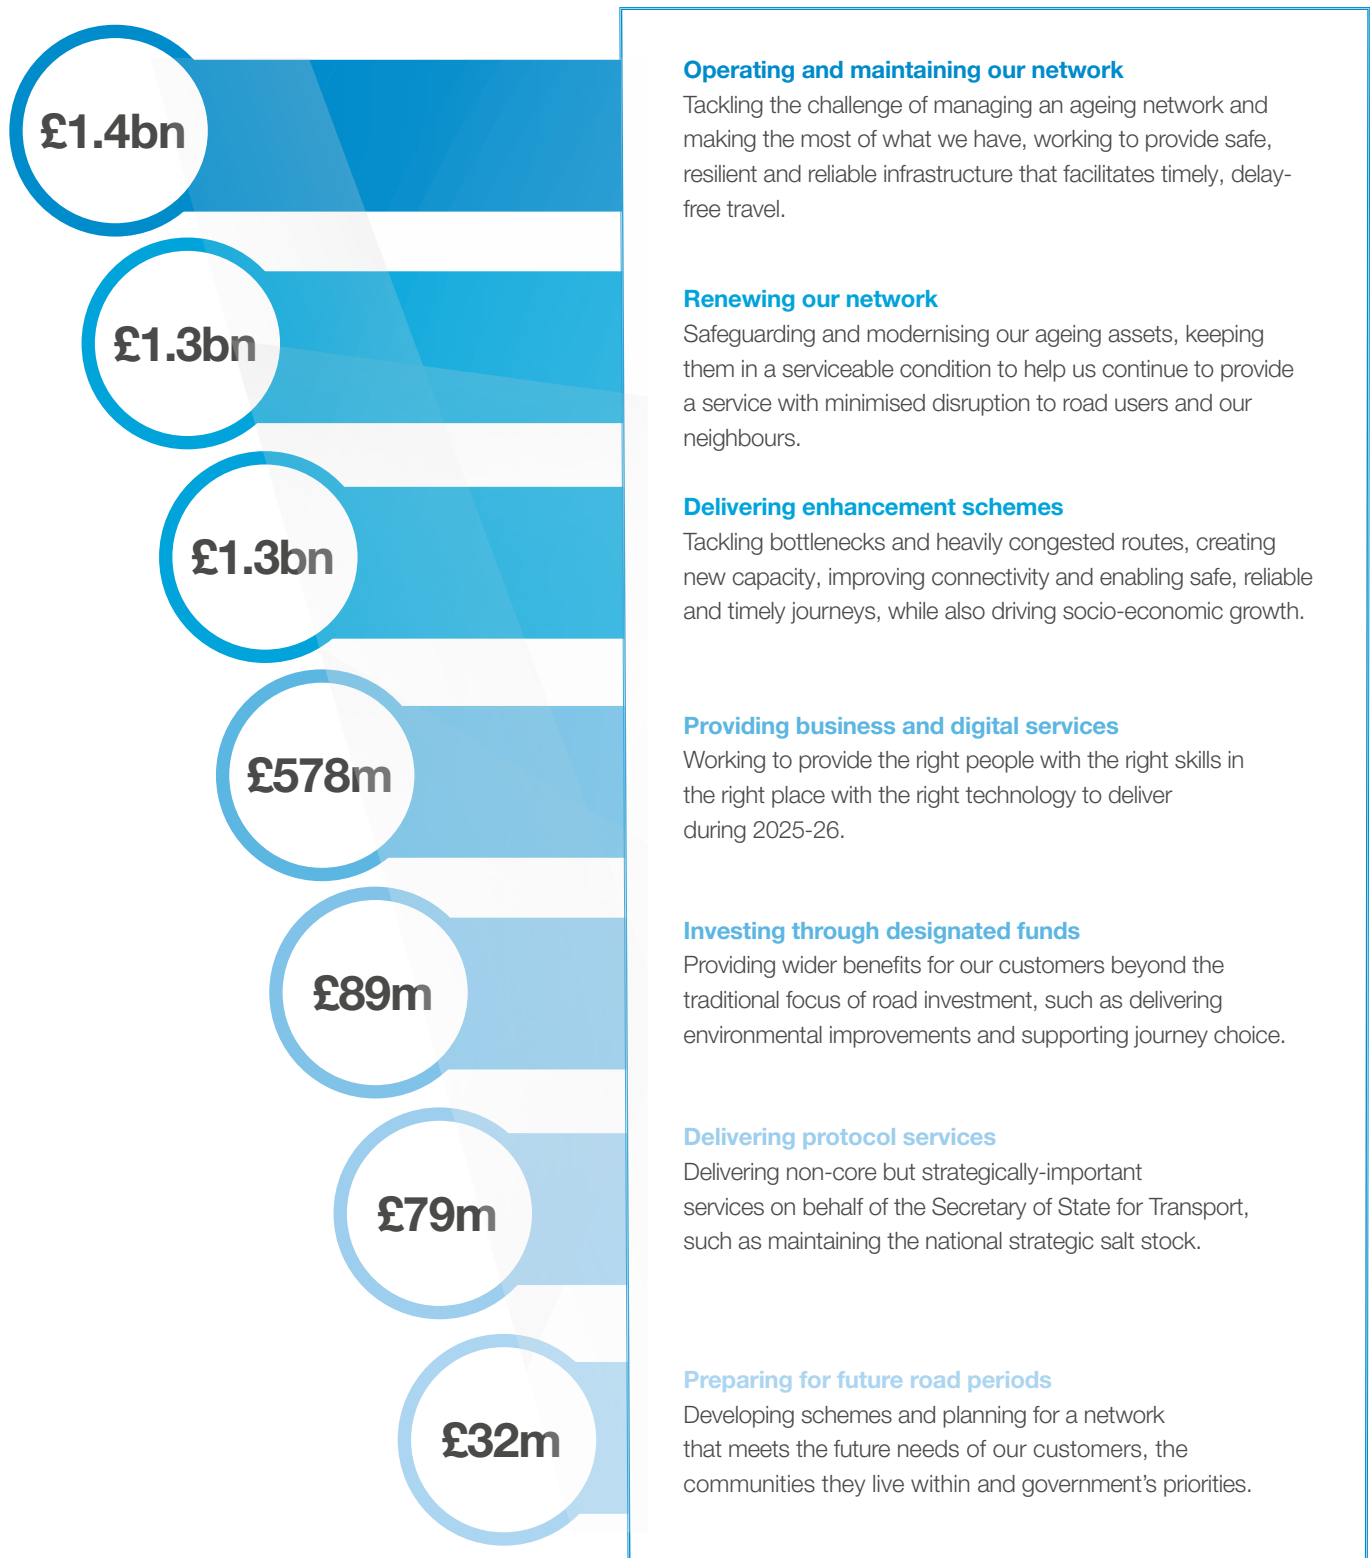 £1.4bn
Operating and maintaining our network
Tackling the challenge of managing an ageing network and
making the most of what we have, working to provide safe,
resilient and reliable infrastructure that facilitates timely, delay-
free travel.
£1.3bn
Renewing our network
Safeguarding and modernising our ageing assets, keeping
them in a serviceable condition to help us continue to provide
a service with minimised disruption to road users and our
neighbours.
£1.3bn
Delivering enhancement schemes
Tackling bottlenecks and heavily congested routes, creating
new capacity, improving connectivity and enabling safe, reliable
and timely journeys, while also driving socio-economic growth.
£578m
Providing business and digital services
Working to provide the right people with the right skills in
the right place with the right technology to deliver
during 2025-26.
£89m
Investing through designated funds
Providing wider benefits for our customers beyond the
traditional focus of road investment, such as delivering
environmental improvements and supporting journey choice.
£79m
Delivering protocol services
Delivering non-core but strategically-important
services on behalf of the Secretary of State for Transport,
such as maintaining the national strategic salt stock.
£32m
Preparing for future road periods
Developing schemes and planning for a network
that meets the future needs of our customers, the
communities they live within and government's priorities.